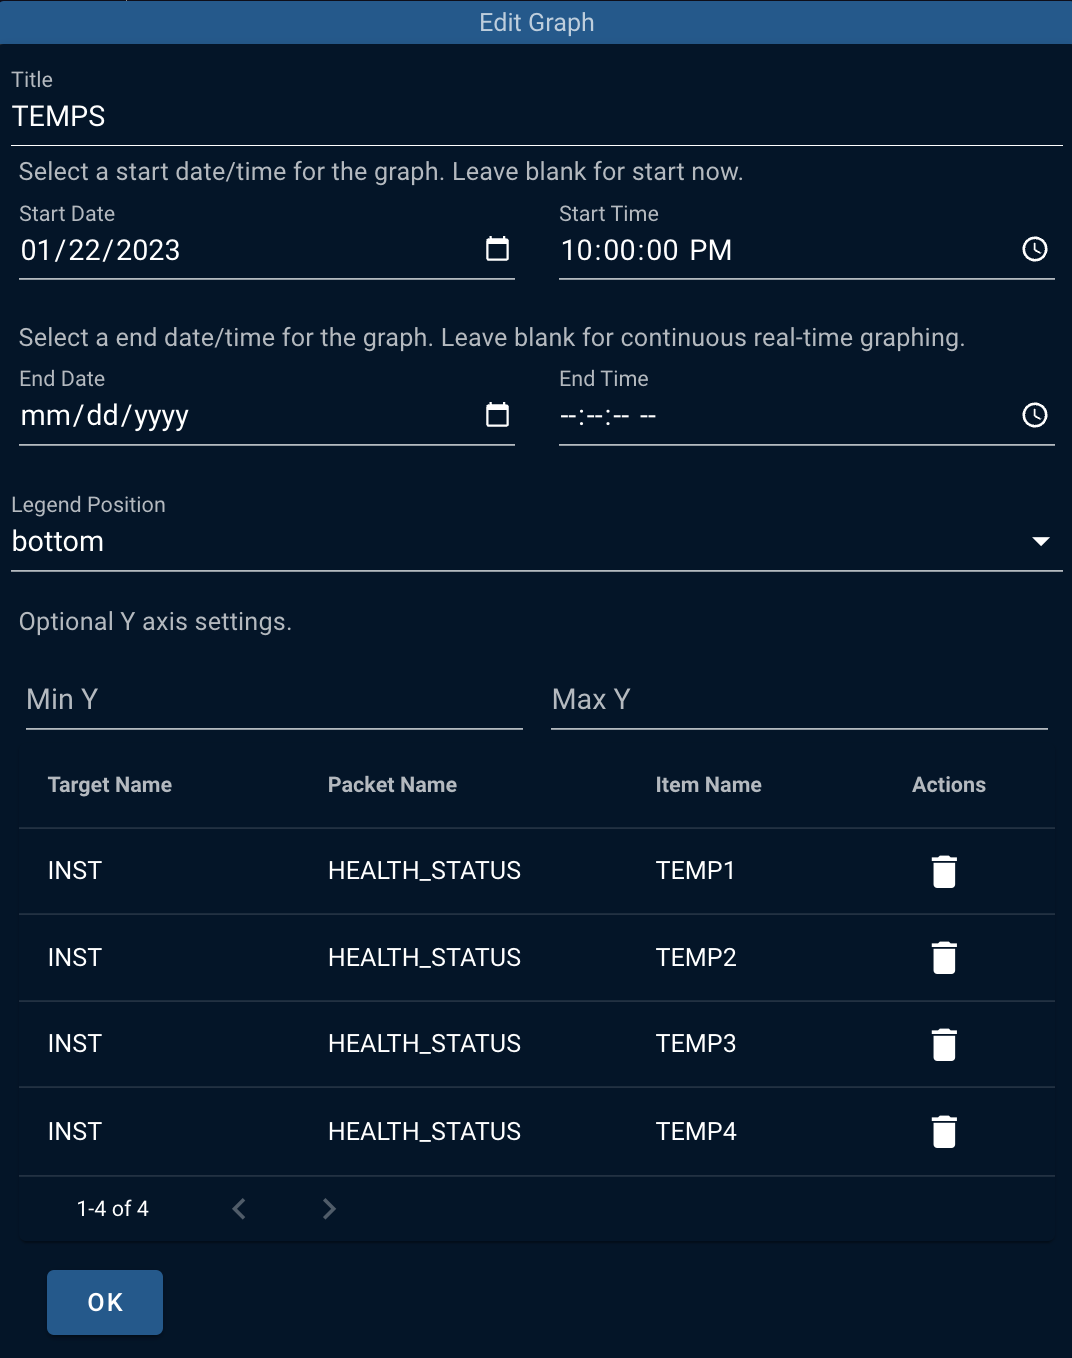 Edit Graph
Title
TEMPS
Select a start date/time for the graph. Leave blank for start now.
Start Date Start Time
01/22/2023 10:00:00 PM
Select a end date/time for the graph. Leave blank for continuous real-time graphing.
End Date End Time
mm/dd/yyyy --:--:-- --
Legend Position
bottom
Optional Y axis settings.
Min Y Max Y
Target Name Packet Name Item Name Actions
INST HEALTH_STATUS TEMP1
INST HEALTH_STATUS TEMP2
INST HEALTH_STATUS TEMP3
INST HEALTH_STATUS TEMP4
1-4 of 4
OK